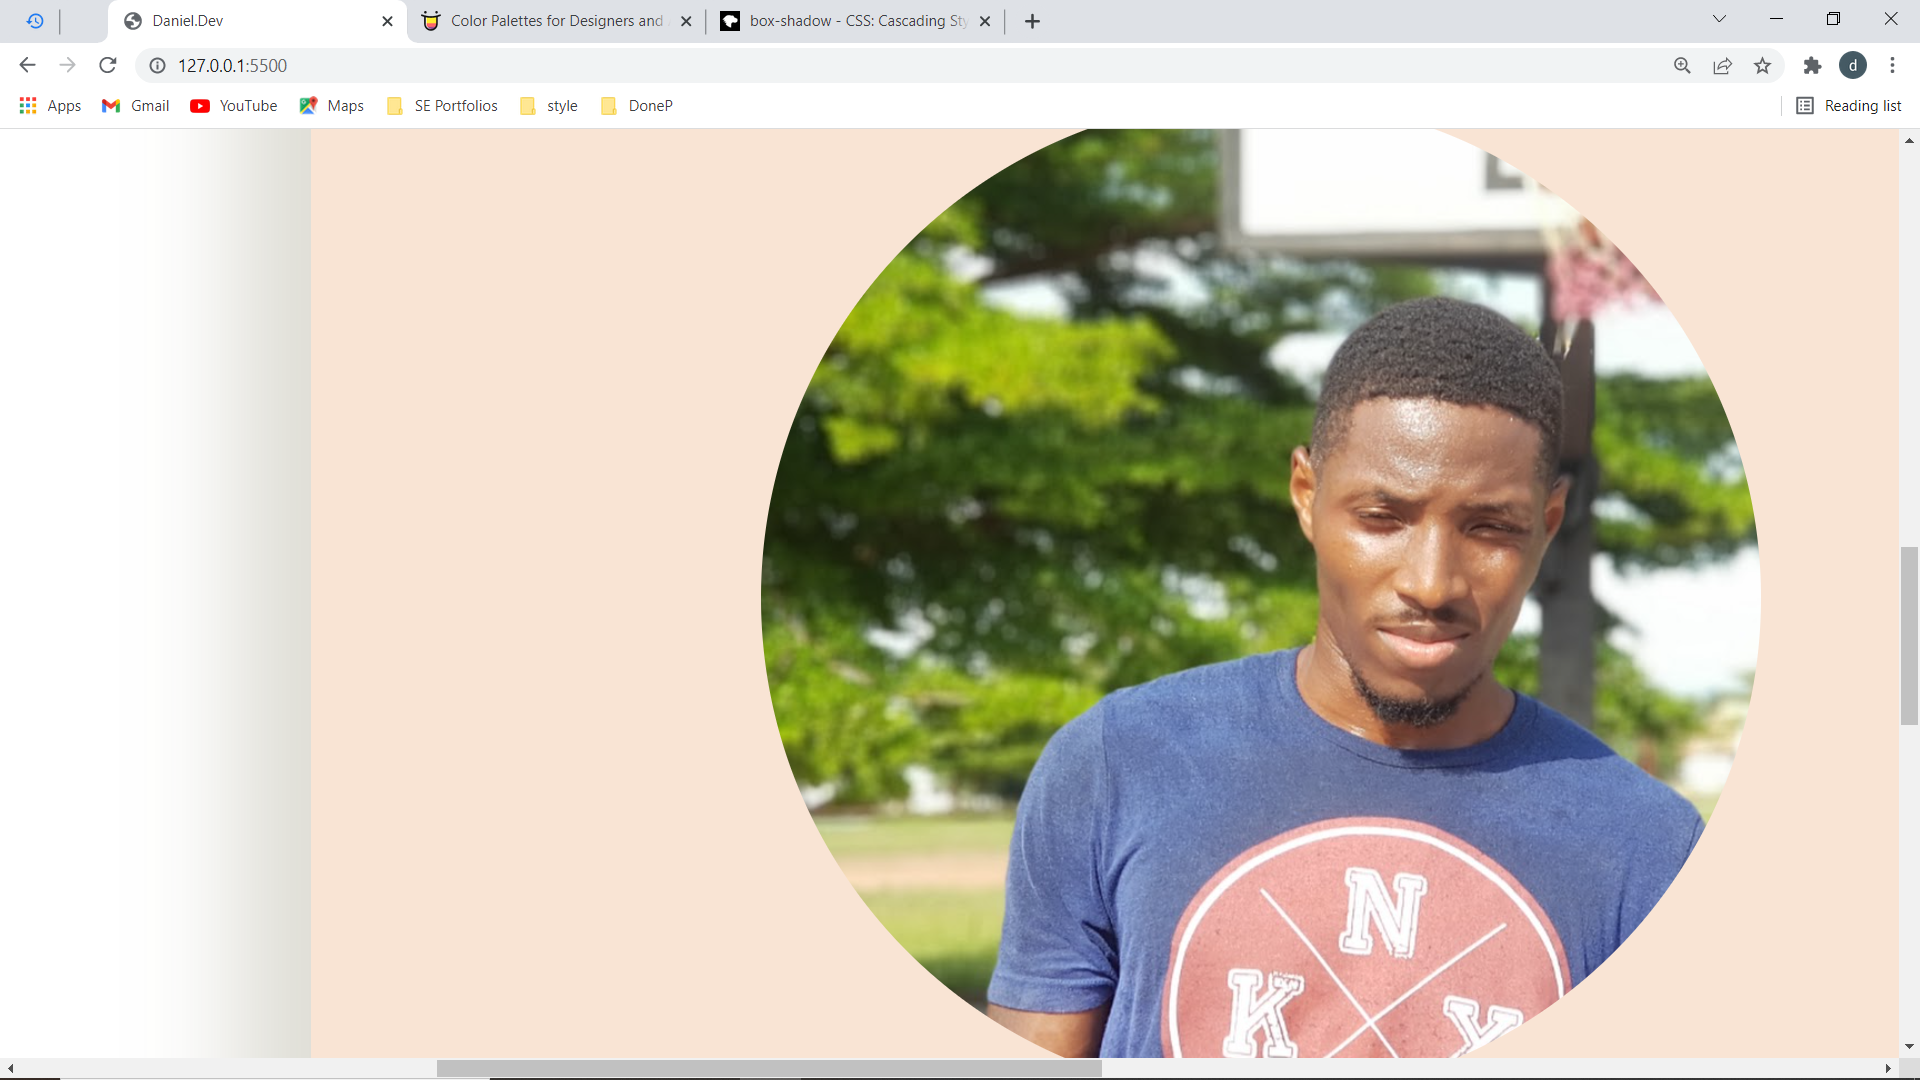 Daniel.Dev
Color Palettes for Designers and
box-shadow - CSS: Cascading Sty
127.0.0.1:5500
d
Apps
Gmail
YouTube
Maps
SE Portfolios
style
DoneP
Reading list
N
K
Y